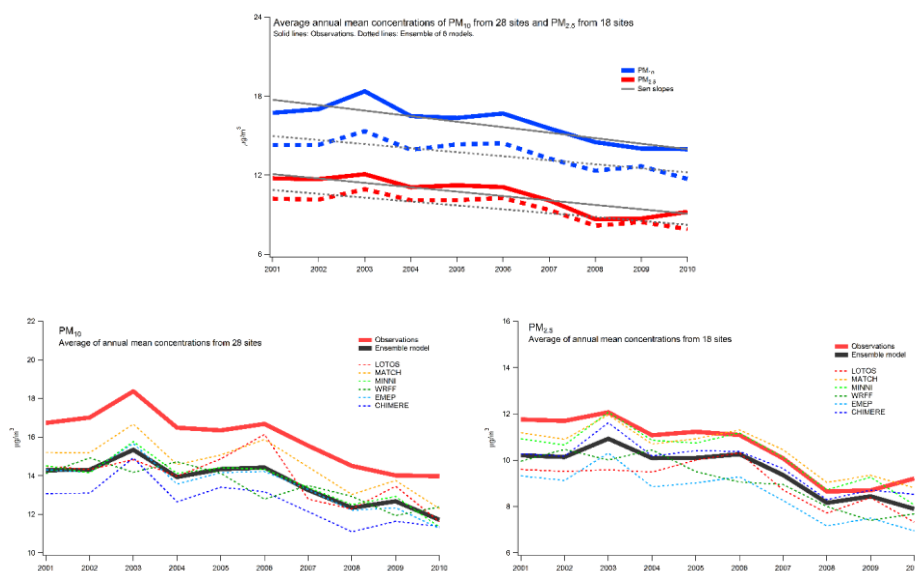 Average annual mean concentrations of PM10 from 28 sites and PM2.5 from 18 sites
Solid lines: Observations. Dotted lines: Ensemble of 6 models.
PM10
PM2.5
Sen slopes
µg/m3
24
18
12
6
2001 2002 2003 2004 2005 2006 2007 2008 2009 2010
PM10
Average of annual mean concentrations from 28 sites
Observations
Ensemble model
LOTOS
MATCH
MINNI
WRFF
EMEP
CHIMERE
µg/m3
22
20
18
16
14
12
10
2001 2002 2003 2004 2005 2006 2007 2008 2009 2010
PM2.5
Average of annual mean concentrations from 18 sites
Observations
Ensemble model
LOTOS
MATCH
MINNI
WRFF
EMEP
CHIMERE
µg/m3
16
14
12
10
8
6
2001 2002 2003 2004 2005 2006 2007 2008 2009